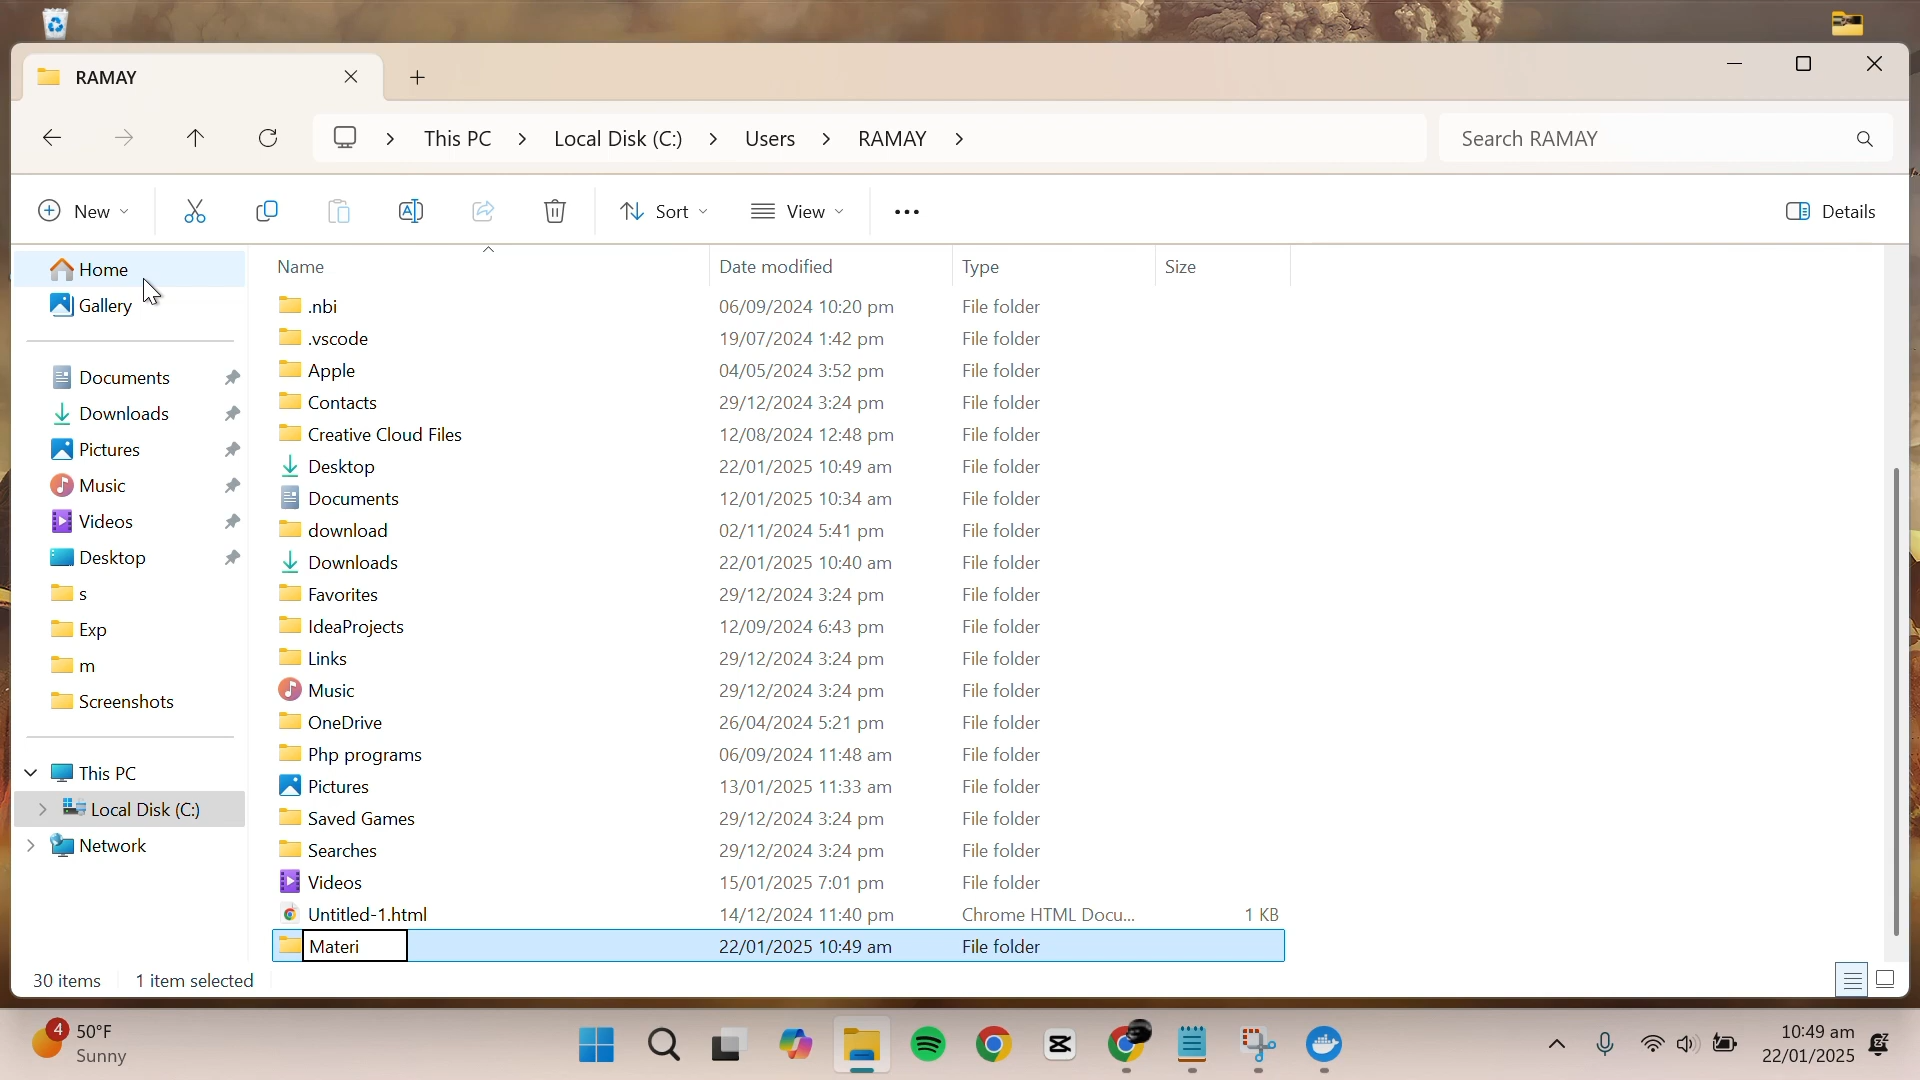 RAMAY
This PC
Local Disk (C:)
Users
RAMAY
Search RAMAY
New
Sort
View
Details
Home
Gallery
Documents
Downloads
Pictures
Music
Videos
Desktop
s
Exp
m
Screenshots
This PC
Local Disk (C:)
Network
Name Date modified Type Size
.nbi 06/09/2024 10:20 pm File folder
.vscode 19/07/2024 1:42 pm File folder
Apple 04/05/2024 3:52 pm File folder
Contacts 29/12/2024 3:24 pm File folder
Creative Cloud Files 12/08/2024 12:48 pm File folder
Desktop 22/01/2025 10:49 am File folder
Documents 12/01/2025 10:34 am File folder
download 02/11/2024 5:41 pm File folder
Downloads 22/01/2025 10:40 am File folder
Favorites 29/12/2024 3:24 pm File folder
IdeaProjects 12/09/2024 6:43 pm File folder
Links 29/12/2024 3:24 pm File folder
Music 29/12/2024 3:24 pm File folder
OneDrive 26/04/2024 5:21 pm File folder
Php programs 06/09/2024 11:48 am File folder
Pictures 13/01/2025 11:33 am File folder
Saved Games 29/12/2024 3:24 pm File folder
Searches 29/12/2024 3:24 pm File folder
Videos 15/01/2025 7:01 pm File folder
Untitled-1.html 14/12/2024 11:40 pm Chrome HTML Docu... 1 KB
Materi 22/01/2025 10:49 am File folder
30 items 1 item selected
4
50°F
Sunny
10:49 am
22/01/2025